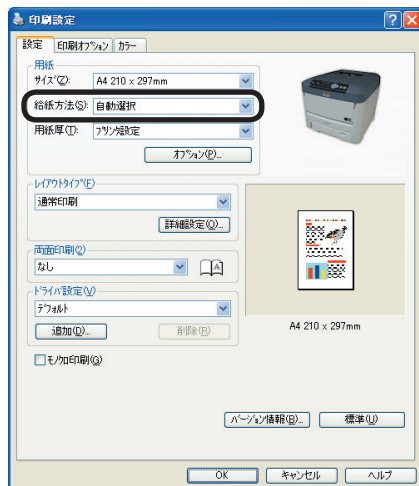 印刷設定
設定 印刷オプション カラー
用紙
サイズ(Z): A4 210 x 297mm
給紙方法(S): 自動選択
用紙厚(T): プリンタ設定
オプション(P)...
レイアウトタイプ(F)
通常印刷
詳細設定(O)...
両面印刷(2)
なし
A
ドライバ設定(V)
デフォルト
追加(D)... 削除(R)
A4 210 x 297mm
モノクロ印刷(G)
バージョン情報(B)... 標準(U)
OK キャンセル ヘルプ